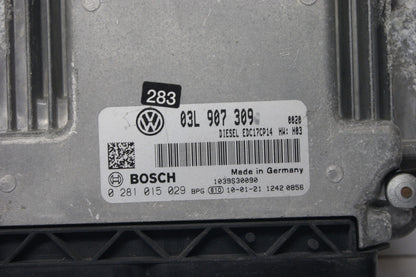 283
03L 907 309
0020
DIESEL EDC17CP14 HW: H03
Made in Germany
BOSCH
1039S30090
0 281 015 029 BPG 610 10-01-21 1242 0856